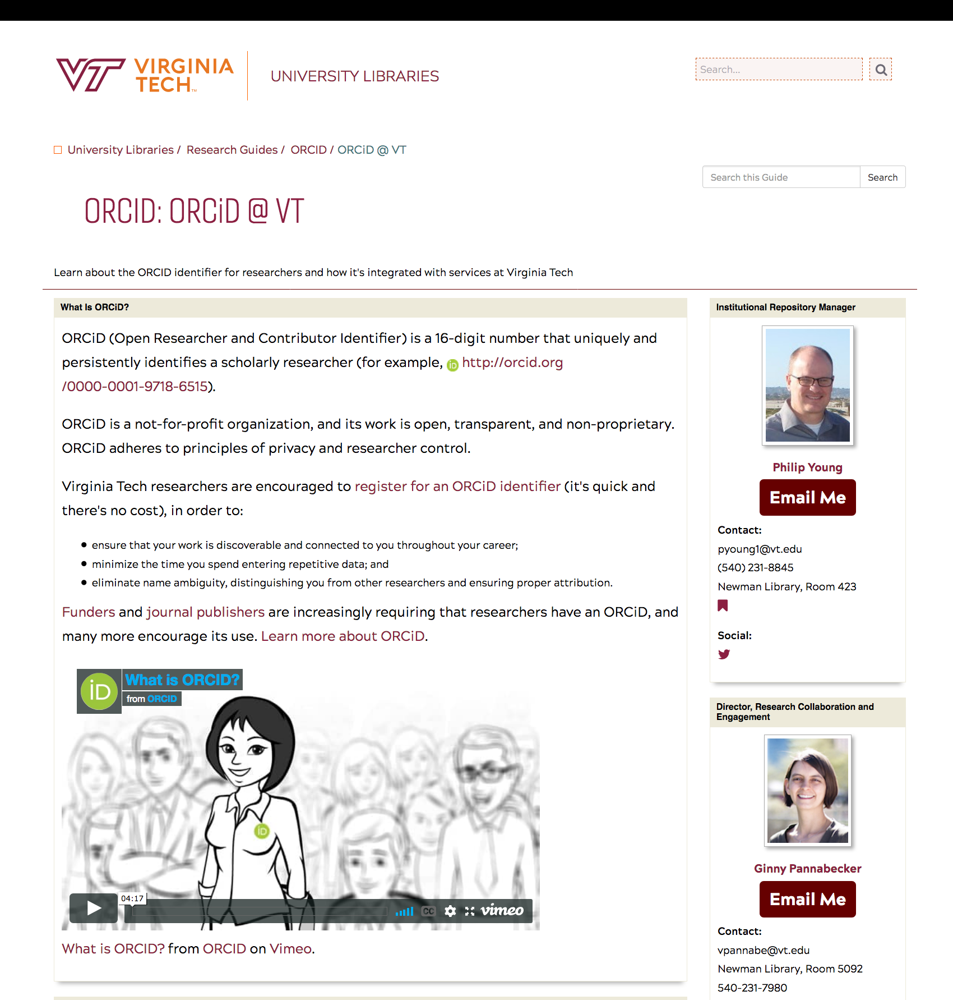 VT VIRGINIA TECH™
UNIVERSITY LIBRARIES
Search...
University Libraries / Research Guides / ORCID / ORCiD @ VT
Search this Guide
Search
ORCID: ORCiD @ VT
Learn about the ORCID identifier for researchers and how it's integrated with services at Virginia Tech
What Is ORCiD?
ORCiD (Open Researcher and Contributor Identifier) is a 16-digit number that uniquely and
persistently identifies a scholarly researcher (for example, iD http://orcid.org
/0000-0001-9718-6515).
ORCiD is a not-for-profit organization, and its work is open, transparent, and non-proprietary.
ORCiD adheres to principles of privacy and researcher control.
Virginia Tech researchers are encouraged to register for an ORCiD identifier (it's quick and
there's no cost), in order to:
• ensure that your work is discoverable and connected to you throughout your career;
• minimize the time you spend entering repetitive data; and
• eliminate name ambiguity, distinguishing you from other researchers and ensuring proper attribution.
Funders and journal publishers are increasingly requiring that researchers have an ORCiD, and
many more encourage its use. Learn more about ORCiD.
iD
What is ORCID?
from ORCID
iD
04:17
CC
vimeo
What is ORCID? from ORCID on Vimeo.
Institutional Repository Manager
Philip Young
Email Me
Contact:
pyoung1@vt.edu
(540) 231-8845
Newman Library, Room 423
Social:
Director, Research Collaboration and
Engagement
Ginny Pannabecker
Email Me
Contact:
vpannabe@vt.edu
Newman Library, Room 5092
540-231-7980